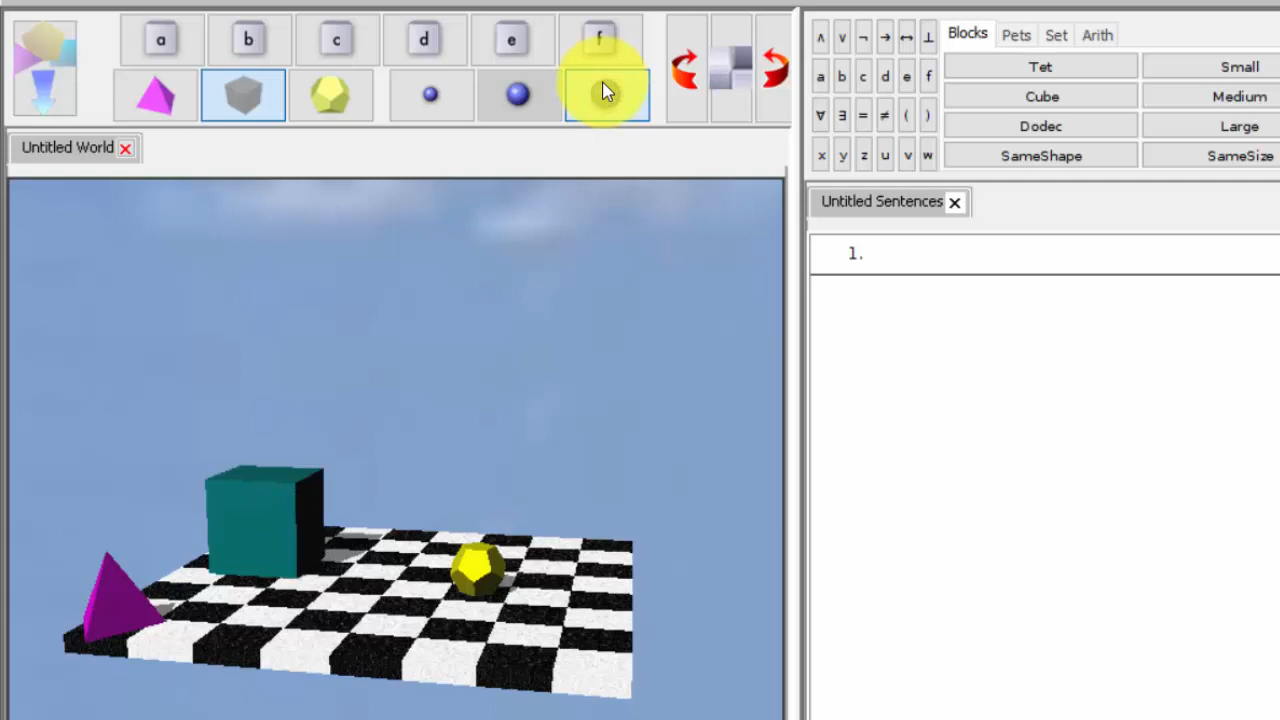 a b c d e f
Untitled World
∧ ∨ ¬ → ↔ ⊥
a b c d e f
∀ ∃ = ≠ ( )
x y z u v w
Blocks Pets Set Arith
Tet Small
Cube Medium
Dodec Large
SameShape SameSize
Untitled Sentences
1.